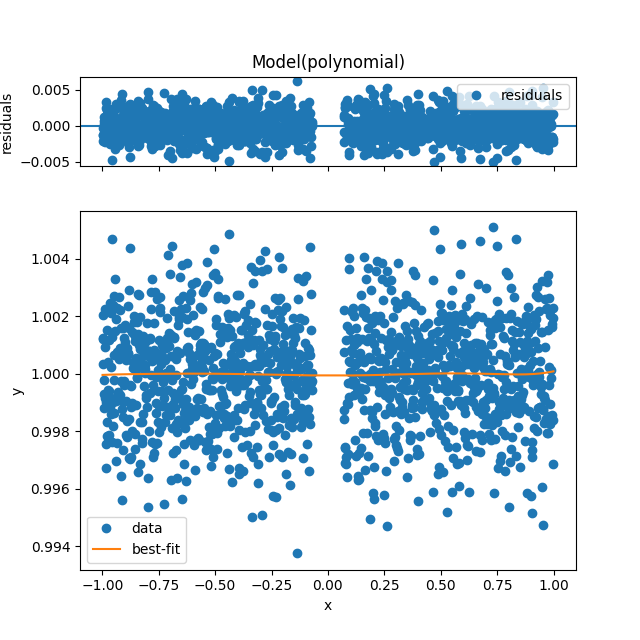 Model(polynomial)
residuals
0.005
0.000
−0.005
residuals
y
1.004
1.002
1.000
0.998
0.996
0.994
data
best-fit
−1.00 −0.75 −0.50 −0.25 0.00 0.25 0.50 0.75 1.00
x